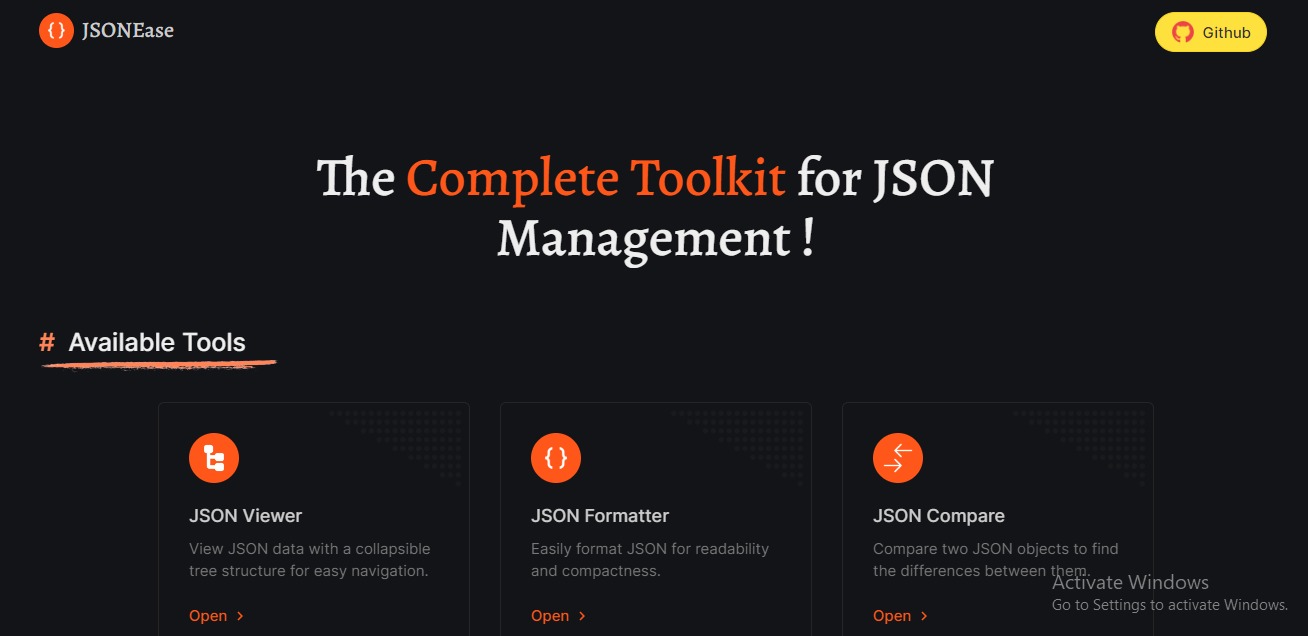 { } JSONEase
Github
The Complete Toolkit for JSON
Management !
# Available Tools
{ }
JSON Viewer
JSON Formatter
JSON Compare
View JSON data with a collapsible
tree structure for easy navigation.
Easily format JSON for readability
and compactness.
Compare two JSON objects to find
the differences between them.
Activate Windows
Go to Settings to activate Windows.
Open >
Open >
Open >